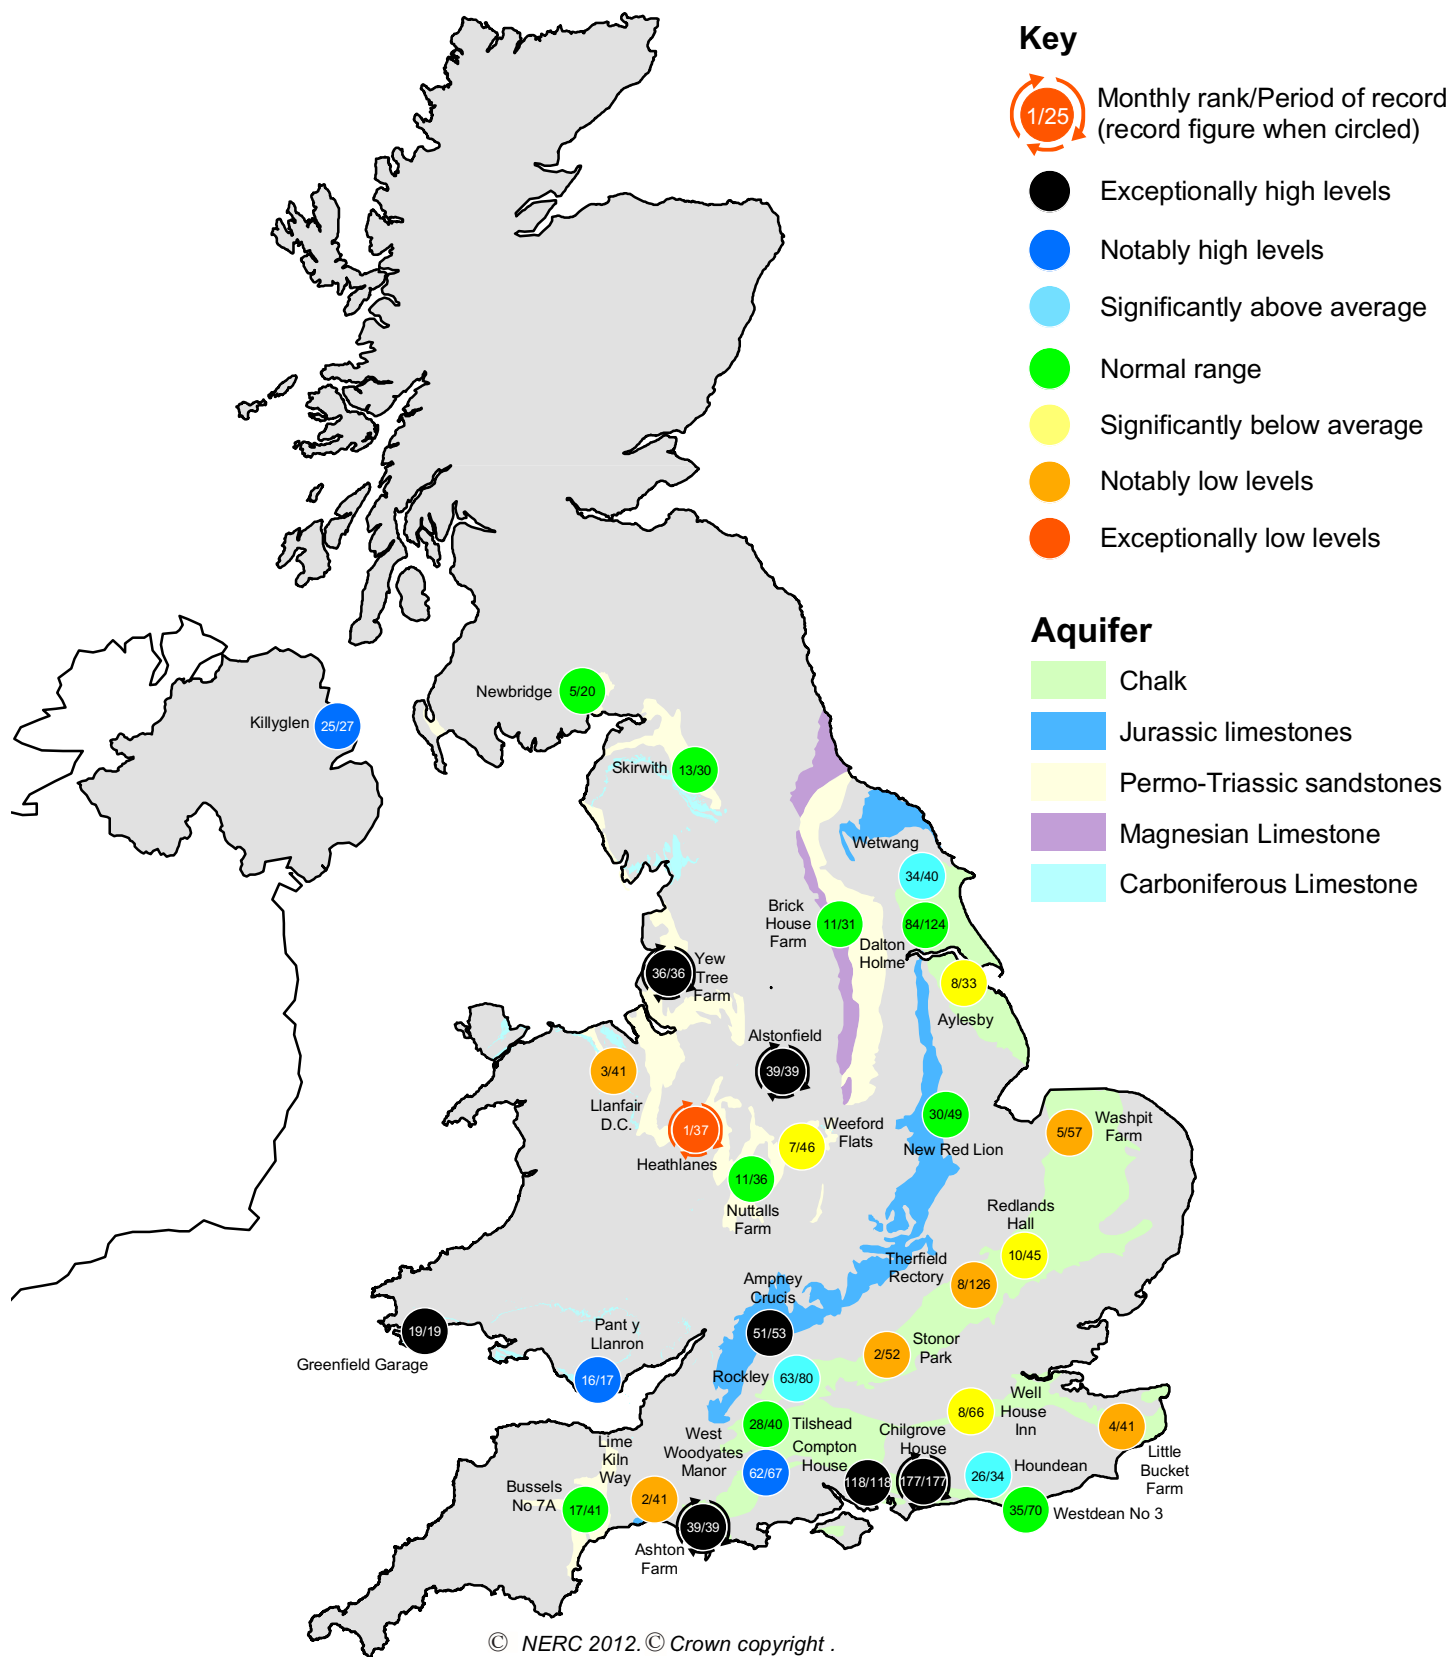 Key
1/25
Monthly rank/Period of record
(record figure when circled)
Exceptionally high levels
Notably high levels
Significantly above average
Normal range
Significantly below average
Notably low levels
Exceptionally low levels
Aquifer
Chalk
Jurassic limestones
Permo-Triassic sandstones
Magnesian Limestone
Carboniferous Limestone
Newbridge
5/20
Killyglen
25/27
Skirwith
13/30
Wetwang
34/40
Brick
House
Farm
11/31
84/124
Dalton
Holme
36/36
Yew
Tree
Farm
8/33
Aylesby
Alstonfield
39/39
3/41
Llanfair
D.C.
1/37
Heathlanes
Weeford
Flats
7/46
30/49
New Red Lion
5/57
Washpit
Farm
11/36
Nuttalls
Farm
Redlands
Hall
10/45
Therfield
Rectory
8/126
Ampney
Crucis
51/53
19/19
Greenfield Garage
Pant y
Llanron
16/17
Stonor
Park
2/52
Rockley
63/80
Well
House
Inn
8/66
28/40
Tilshead
4/41
Little
Bucket
Farm
West
Woodyates
Manor
62/67
Compton
House
118/118
Chilgrove
House
177/177
26/34
Houndean
Lime
Kiln
Way
2/41
Bussels
No 7A
17/41
35/70
Westdean No 3
39/39
Ashton
Farm
© NERC 2012. © Crown copyright .